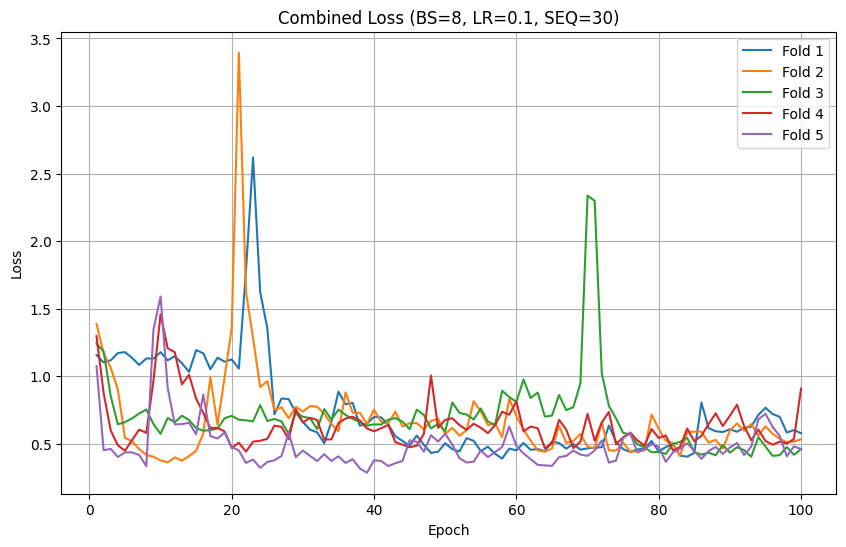 Combined Loss (BS=8, LR=0.1, SEQ=30)
Fold 1
Fold 2
Fold 3
Fold 4
Fold 5
3.5
3.0
2.5
2.0
1.5
1.0
0.5
Loss
0 20 40 60 80 100
Epoch